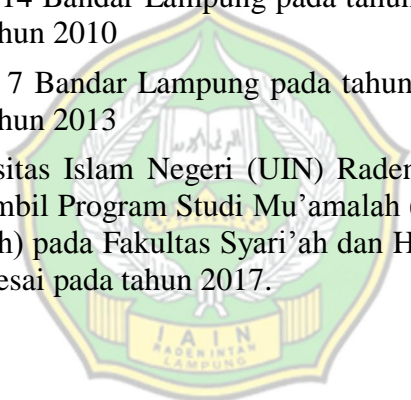 14 Bandar Lampung pada tahun
hun 2010
7 Bandar Lampung pada tahun
hun 2013
sitas Islam Negeri (UIN) Raden
mbil Program Studi Mu’amalah
h) pada Fakultas Syari’ah dan H
esai pada tahun 2017.
I A I N
RADEN INTAN
LAMPUNG